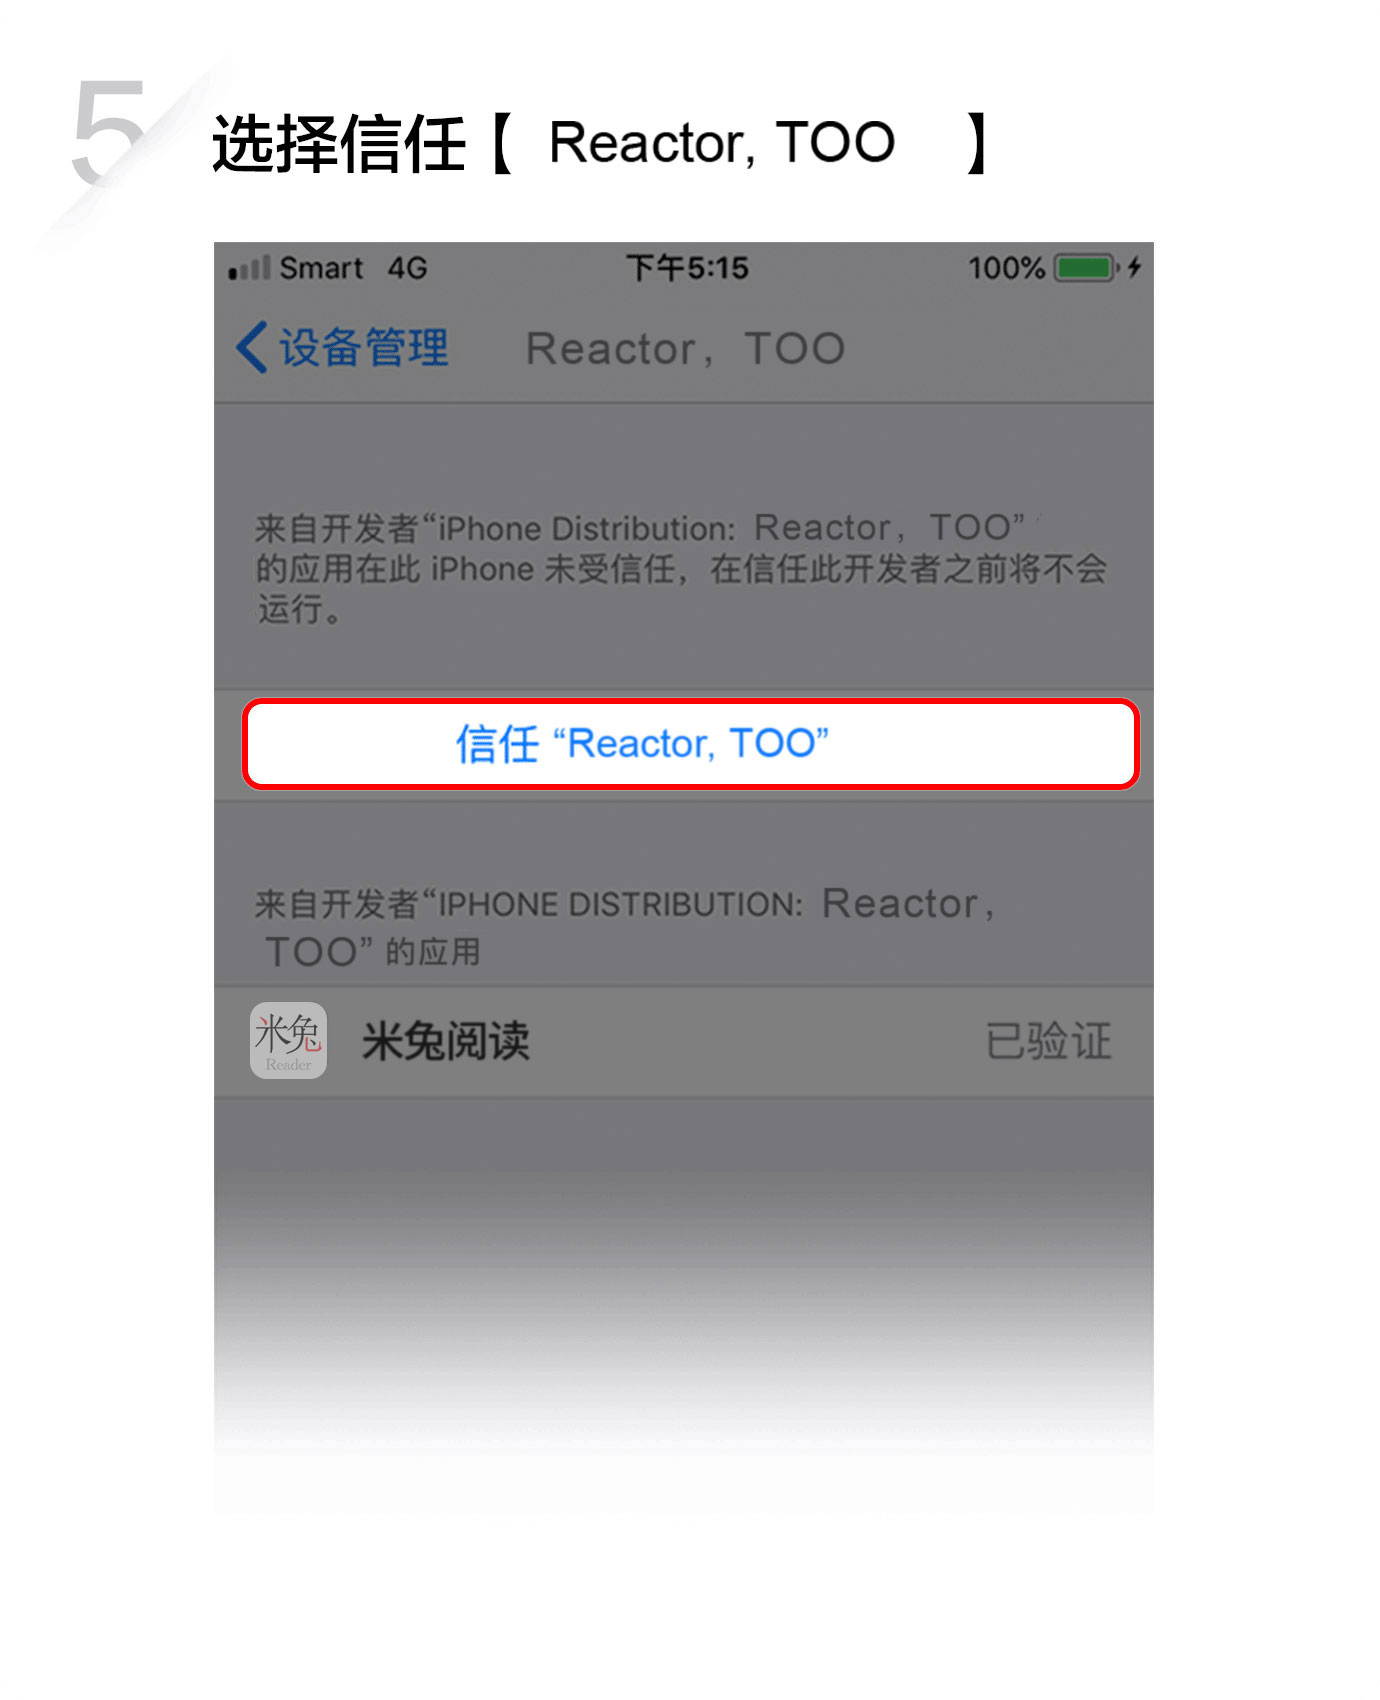 5
选择信任【 Reactor, TOO 】
Smart 4G 下午5:15 100%
设备管理 Reactor, TOO
来自开发者“iPhone Distribution: Reactor, TOO”
的应用在此 iPhone 未受信任，在信任此开发者之前将不会
运行。
信任 “Reactor, TOO”
来自开发者“IPHONE DISTRIBUTION: Reactor,
TOO” 的应用
米兔
Reader
米兔阅读 已验证